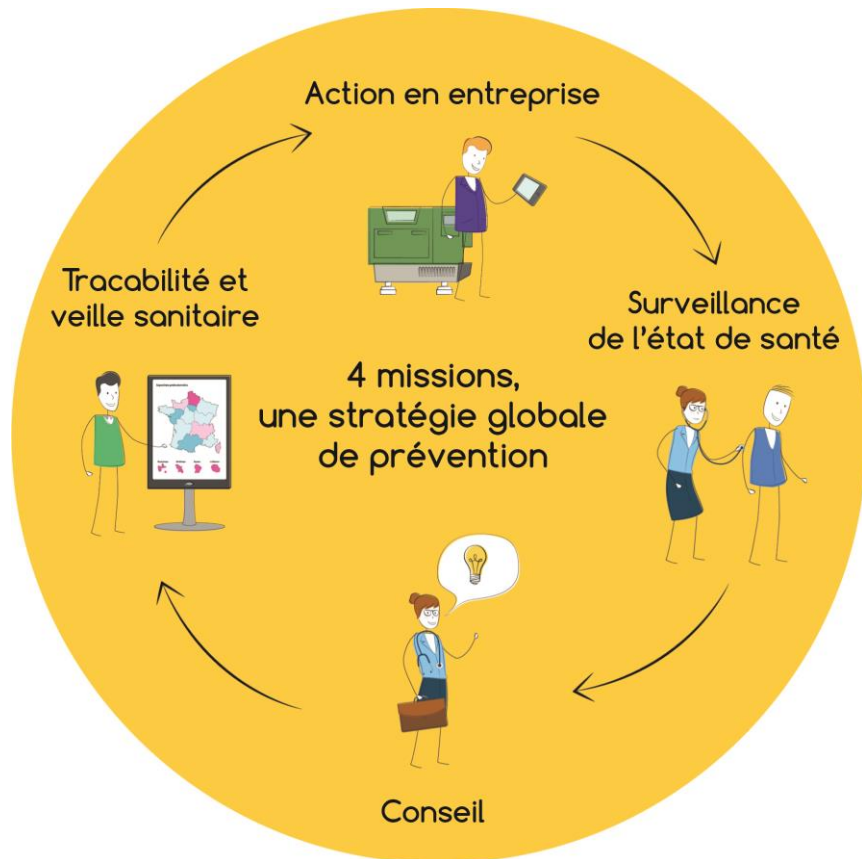 Action en entreprise
Tracabilité et
veille sanitaire
Surveillance
de l'état de santé
4 missions,
une stratégie globale
de prévention
Conseil